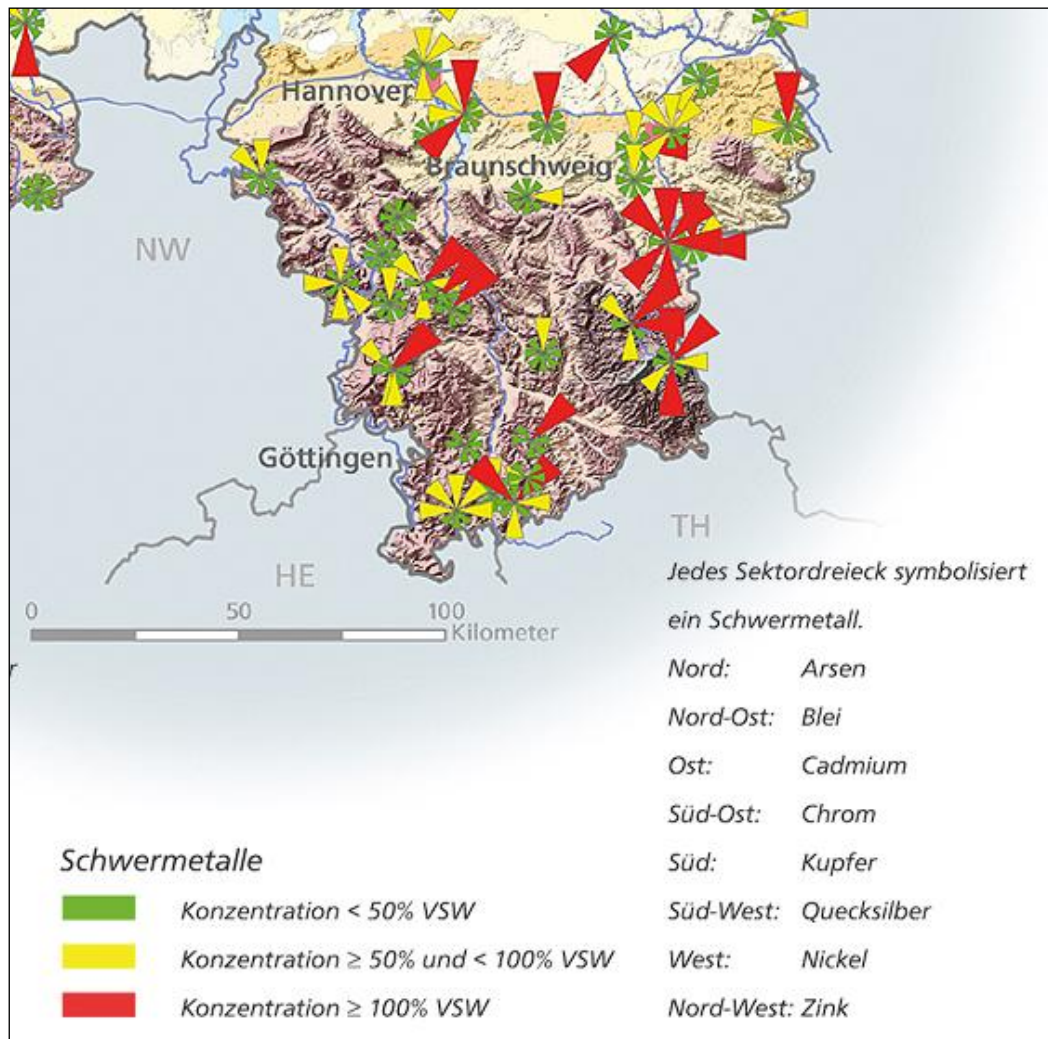 Hannover
Braunschweig
NW
Göttingen
TH
HE
0 50 100
Kilometer
r
Jedes Sektordreieck symbolisiert
ein Schwermetall.
Nord: Arsen
Nord-Ost: Blei
Ost: Cadmium
Süd-Ost: Chrom
Süd: Kupfer
Süd-West: Quecksilber
West: Nickel
Nord-West: Zink
Schwermetalle
Konzentration < 50% VSW
Konzentration ≥ 50% und < 100% VSW
Konzentration ≥ 100% VSW